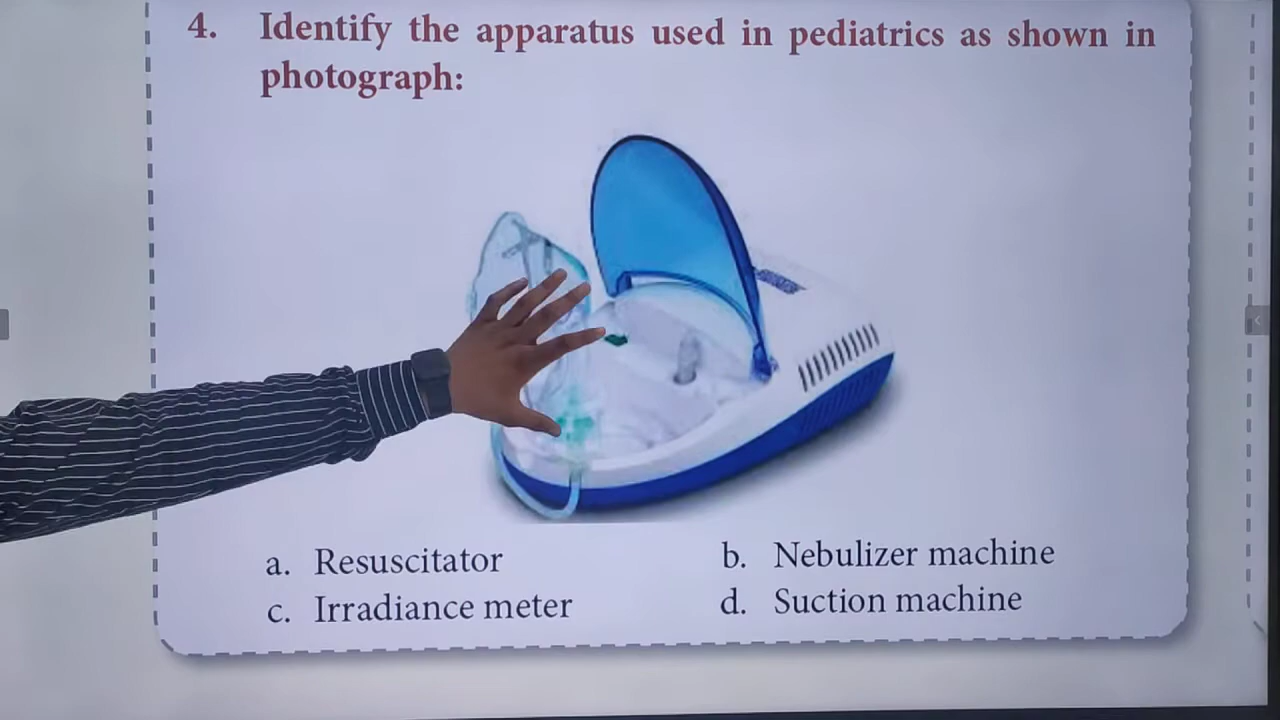 4. Identify the apparatus used in pediatrics as shown in
photograph:
a. Resuscitator
b. Nebulizer machine
c. Irradiance meter
d. Suction machine